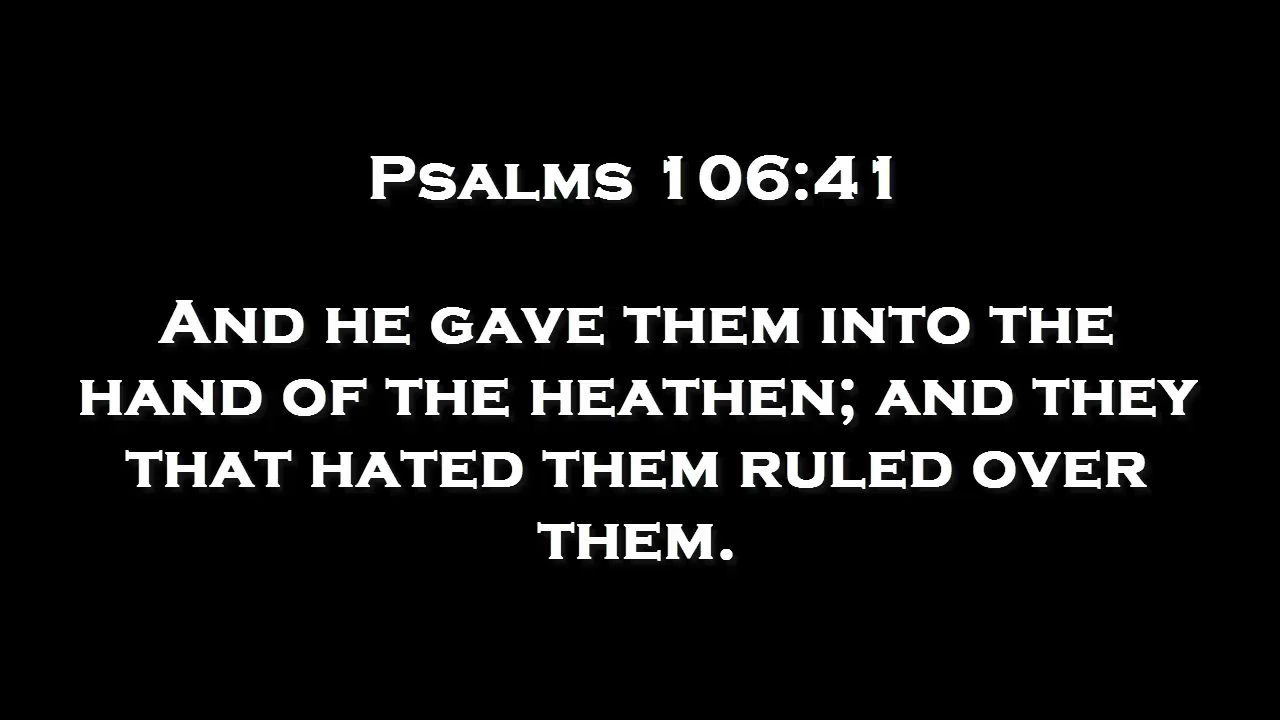 Psalms 106:41
And he gave them into the
hand of the heathen; and they
that hated them ruled over
them.